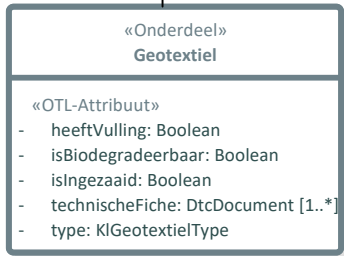 «Onderdeel»
Geotextiel
«OTL-Attribuut»
- heeftVulling: Boolean
- isBiodegradeerbaar: Boolean
- isIngezaaid: Boolean
- technischeFiche: DtcDocument [1..*]
- type: KlGeotextielType